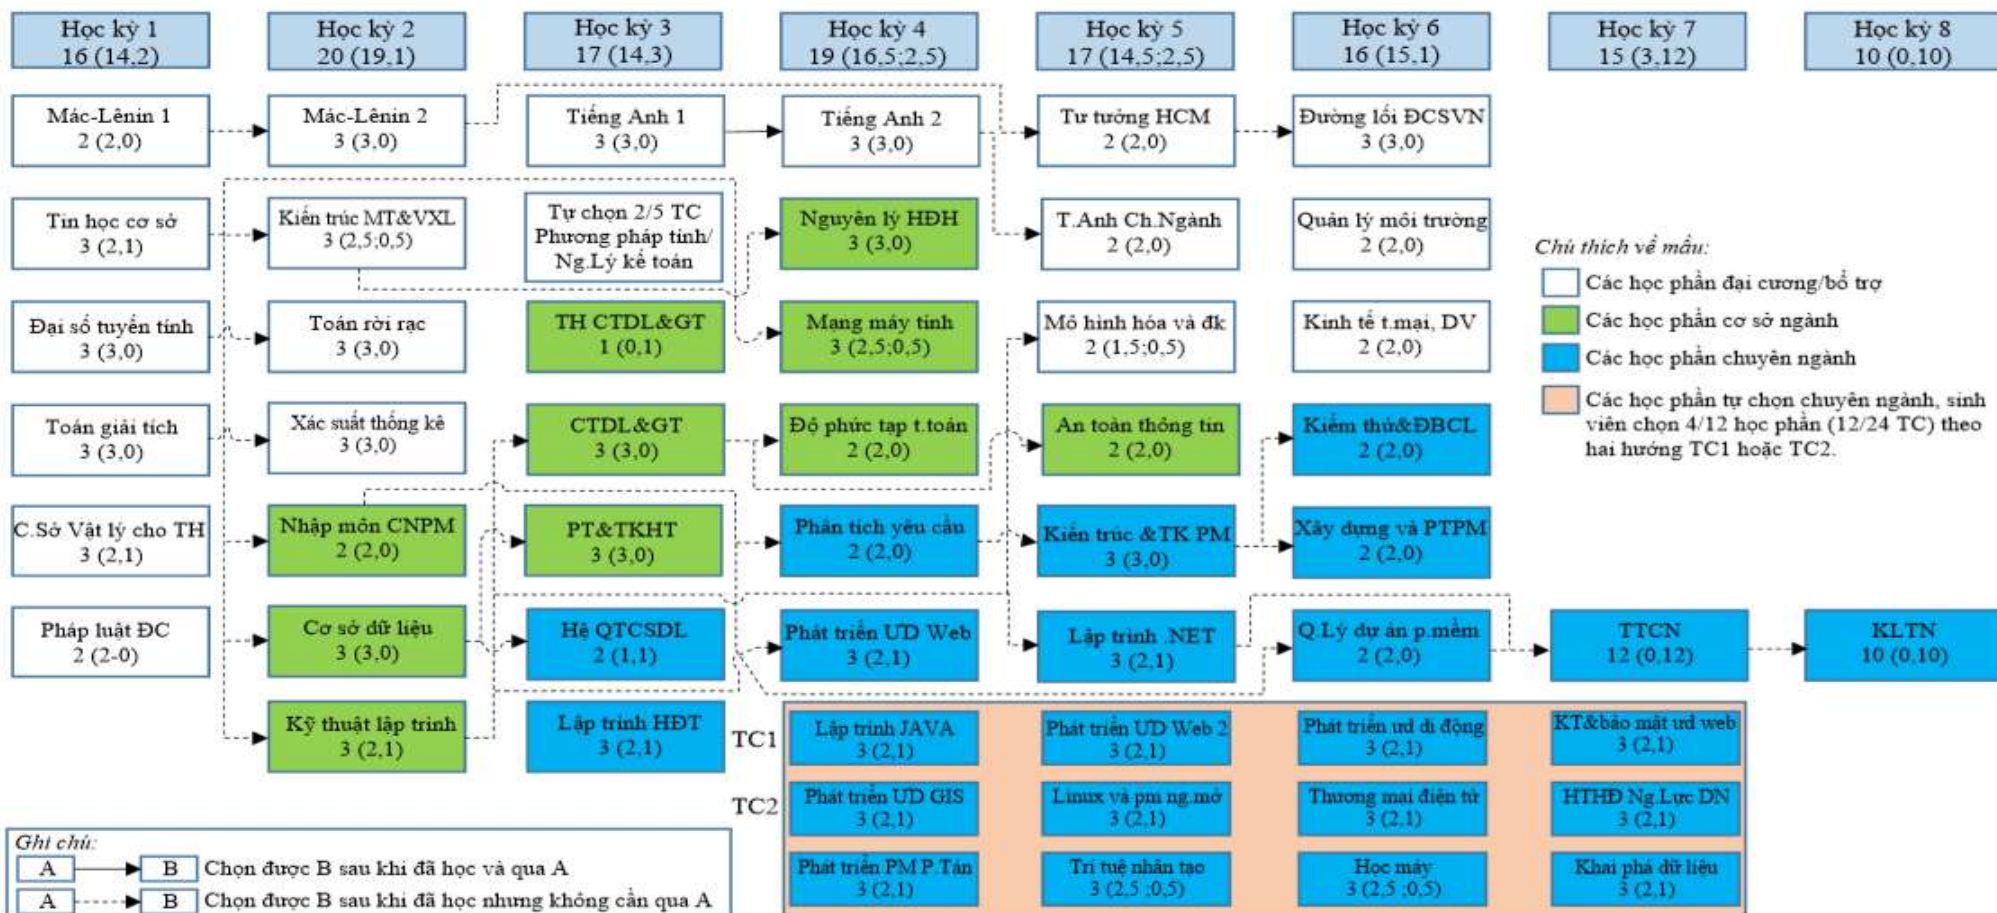 Học kỳ 1
16 (14,2)
Học kỳ 2
20 (19,1)
Học kỳ 3
17 (14,3)
Học kỳ 4
19 (16,5;2,5)
Học kỳ 5
17 (14,5;2,5)
Học kỳ 6
16 (15,1)
Học kỳ 7
15 (3,12)
Học kỳ 8
10 (0,10)
Mác-Lênin 1
2 (2,0)
Mác-Lênin 2
3 (3,0)
Tiếng Anh 1
3 (3,0)
Tiếng Anh 2
3 (3,0)
Tư tưởng HCM
2 (2,0)
Đường lối ĐCSVN
3 (3,0)
Tin học cơ sở
3 (2,1)
Kiến trúc MT&VXL
3 (2,5;0,5)
Tự chọn 2/5 TC
Phương pháp tính/
Ng.Lý kế toán
Nguyên lý HĐH
3 (3,0)
T.Anh Ch.Ngành
2 (2,0)
Quản lý môi trường
2 (2,0)
Đại số tuyến tính
3 (3,0)
Toán rời rạc
3 (3,0)
TH CTDL&GT
1 (0,1)
Mạng máy tính
3 (2,5;0,5)
Mô hình hóa và đk
2 (1,5;0,5)
Kinh tế t.mại, DV
2 (2,0)
Toán giải tích
3 (3,0)
Xác suất thống kê
3 (3,0)
CTDL&GT
3 (3,0)
Độ phức tạp t.toán
2 (2,0)
An toàn thông tin
2 (2,0)
Kiểm thử&ĐBCL
2 (2,0)
C.Sở Vật lý cho TH
3 (2,1)
Nhập môn CNPM
2 (2,0)
PT&TKHT
3 (3,0)
Phân tích yêu cầu
2 (2,0)
Kiến trúc &TK PM
3 (3,0)
Xây dựng và PTPM
2 (2,0)
Pháp luật ĐC
2 (2-0)
Cơ sở dữ liệu
3 (3,0)
Hệ QTCSDL
2 (1,1)
Phát triển UD Web
3 (2,1)
Lập trình .NET
3 (2,1)
Q.Lý dự án p.mềm
2 (2,0)
TTCN
12 (0,12)
KLTN
10 (0,10)
Kỹ thuật lập trình
3 (2,1)
Lập trình HĐT
3 (2,1)
Chú thích về mầu:
Các học phần đại cương/bổ trợ
Các học phần cơ sở ngành
Các học phần chuyên ngành
Các học phần tự chọn chuyên ngành, sinh
viên chọn 4/12 học phần (12/24 TC) theo
hai hướng TC1 hoặc TC2.
TC1
Lập trình JAVA
3 (2,1)
Phát triển UD Web 2
3 (2,1)
Phát triển ưd di động
3 (2,1)
KT&bảo mật ưd web
3 (2,1)
TC2
Phát triển UD GIS
3 (2,1)
Linux và pm ng.mở
3 (2,1)
Thương mại điện tử
3 (2,1)
HTHĐ Ng.Lực DN
3 (2,1)
Phát triển PM P.Tán
3 (2,1)
Trí tuệ nhân tạo
3 (2,5 ;0,5)
Học máy
3 (2,5 ;0,5)
Khai phá dữ liệu
3 (2,1)
Ghi chú:
A B Chọn được B sau khi đã học và qua A
A B Chọn được B sau khi đã học nhưng không cần qua A